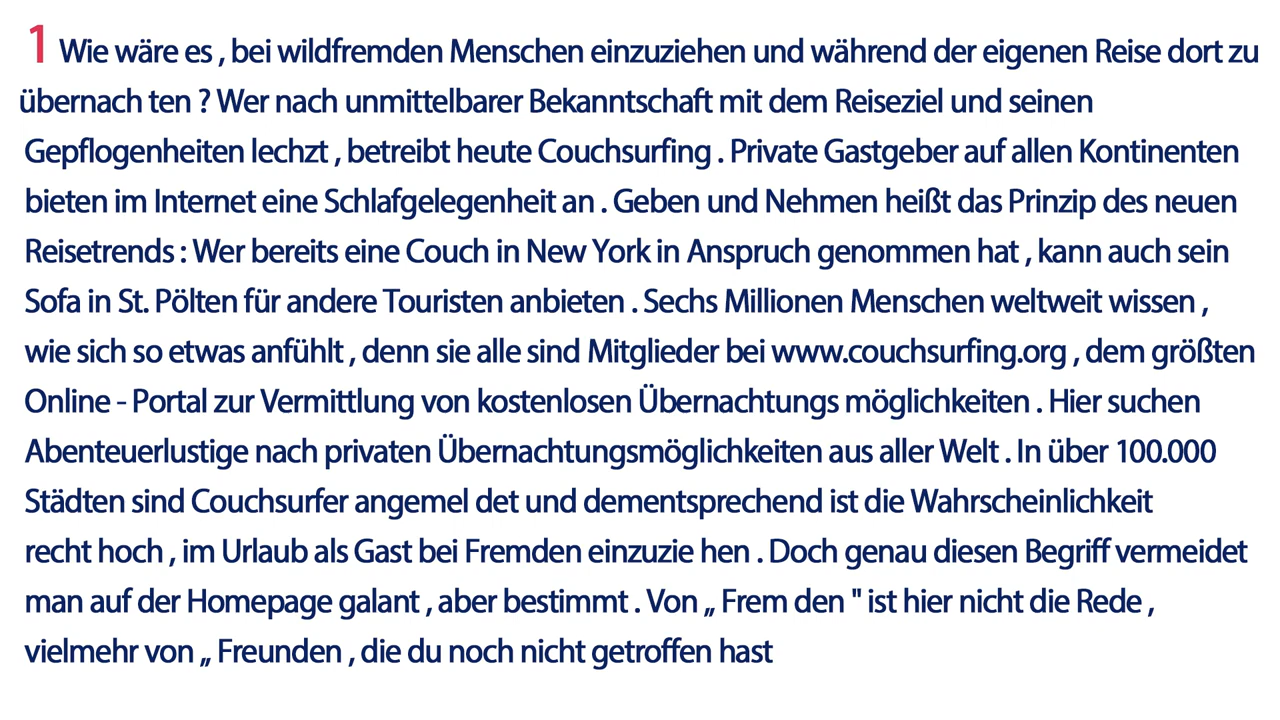 1 Wie wäre es , bei wildfremden Menschen einzuziehen und während der eigenen Reise dort zu
übernach ten ? Wer nach unmittelbarer Bekanntschaft mit dem Reiseziel und seinen
Gepflogenheiten lechzt , betreibt heute Couchsurfing . Private Gastgeber auf allen Kontinenten
bieten im Internet eine Schlafgelegenheit an . Geben und Nehmen heißt das Prinzip des neuen
Reisetrends : Wer bereits eine Couch in New York in Anspruch genommen hat , kann auch sein
Sofa in St. Pölten für andere Touristen anbieten . Sechs Millionen Menschen weltweit wissen ,
wie sich so etwas anfühlt , denn sie alle sind Mitglieder bei www.couchsurfing.org , dem größten
Online - Portal zur Vermittlung von kostenlosen Übernachtungs möglichkeiten . Hier suchen
Abenteuerlustige nach privaten Übernachtungsmöglichkeiten aus aller Welt . In über 100.000
Städten sind Couchsurfer angemel det und dementsprechend ist die Wahrscheinlichkeit
recht hoch , im Urlaub als Gast bei Fremden einzuzie hen . Doch genau diesen Begriff vermeidet
man auf der Homepage galant , aber bestimmt . Von „ Frem den " ist hier nicht die Rede ,
vielmehr von „ Freunden , die du noch nicht getroffen hast